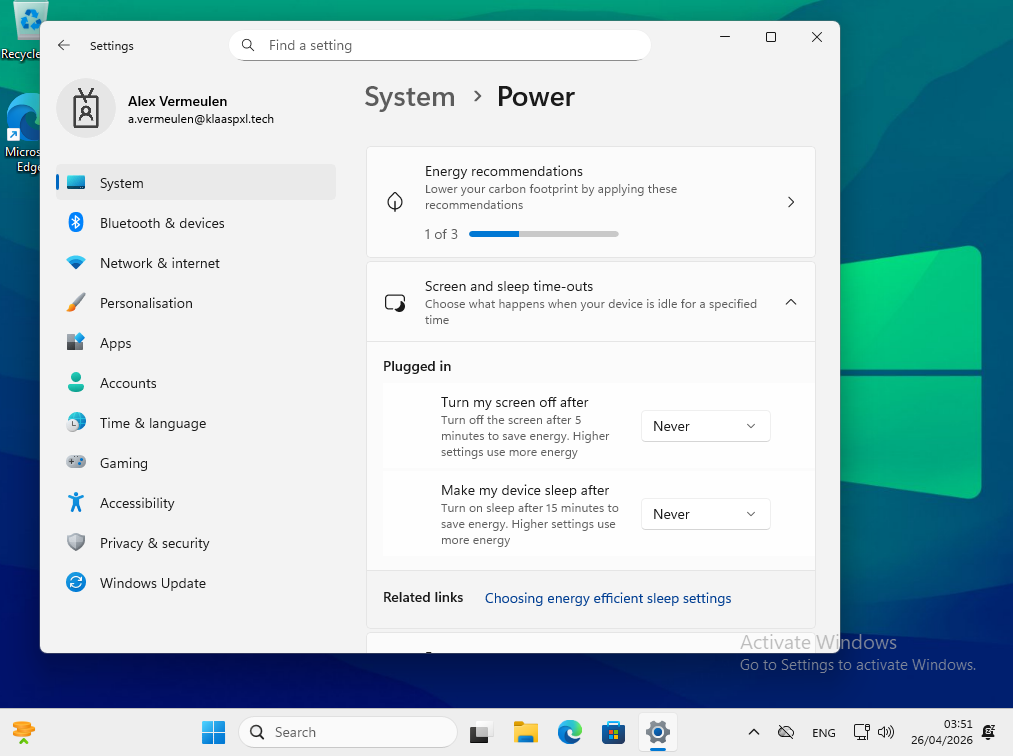 Recycle
Micros
Edge
Settings
Find a setting
Alex Vermeulen
a.vermeulen@klaaspxl.tech
System
Bluetooth & devices
Network & internet
Personalisation
Apps
Accounts
Time & language
Gaming
Accessibility
Privacy & security
Windows Update
System > Power
Energy recommendations
Lower your carbon footprint by applying these
recommendations
1 of 3
Screen and sleep time-outs
Choose what happens when your device is idle for a specified
time
Plugged in
Turn my screen off after
Turn off the screen after 5
minutes to save energy. Higher
settings use more energy
Never
Make my device sleep after
Turn on sleep after 15 minutes to
save energy. Higher settings use
more energy
Never
Related links
Choosing energy efficient sleep settings
Activate Windows
Go to Settings to activate Windows.
Search
ENG
03:51
26/04/2026